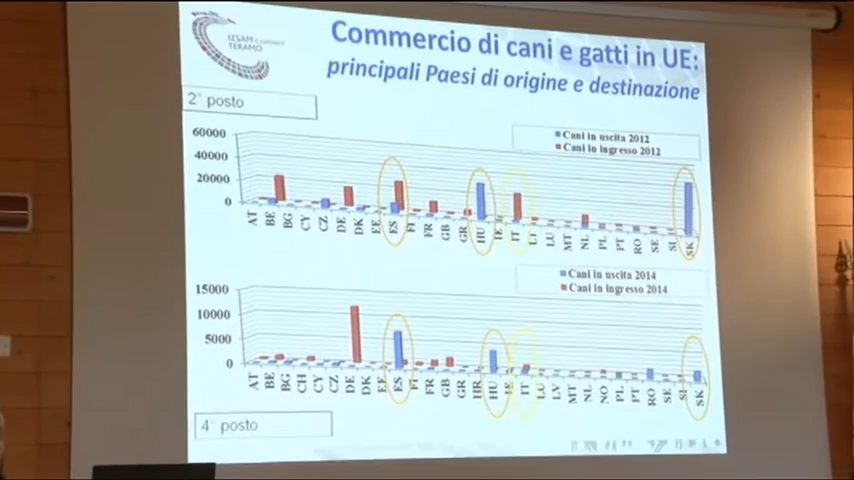 IZSAM G. CAPORALE
TERAMO
Commercio di cani e gatti in UE:
principali Paesi di origine e destinazione
2° posto
Cani in uscita 2012
Cani in ingresso 2012
60000
40000
20000
0
AT BE BG CY CZ DE DK EE ES FI FR GB GR HU IE IT LT LU MT NL PL PT RO SE SI SK
Cani in uscita 2014
Cani in ingresso 2014
15000
10000
5000
0
AT BE BG CH CY CZ DE DK EE ES FI FR GB GR HR HU IE IT LU LV MT NL NO PL PT RO SE SI SK
4° posto